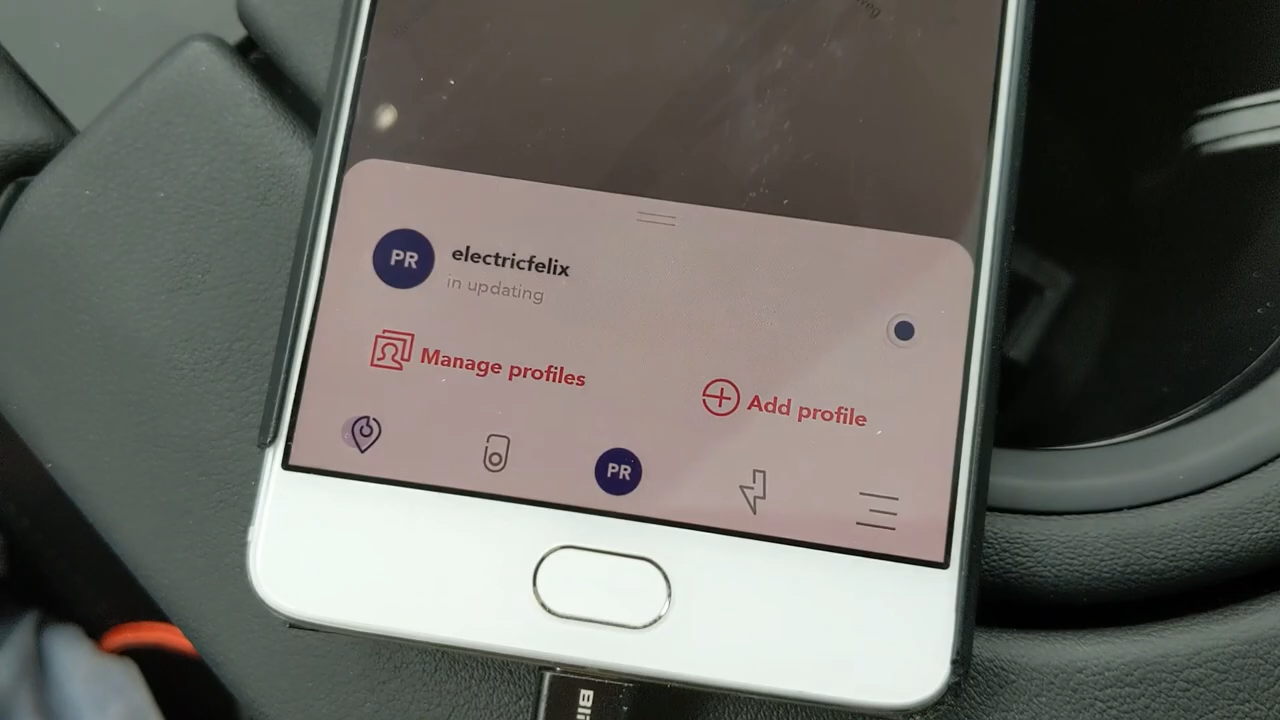 PR
electricfelix
in updating
Manage profiles
Add profile
PR